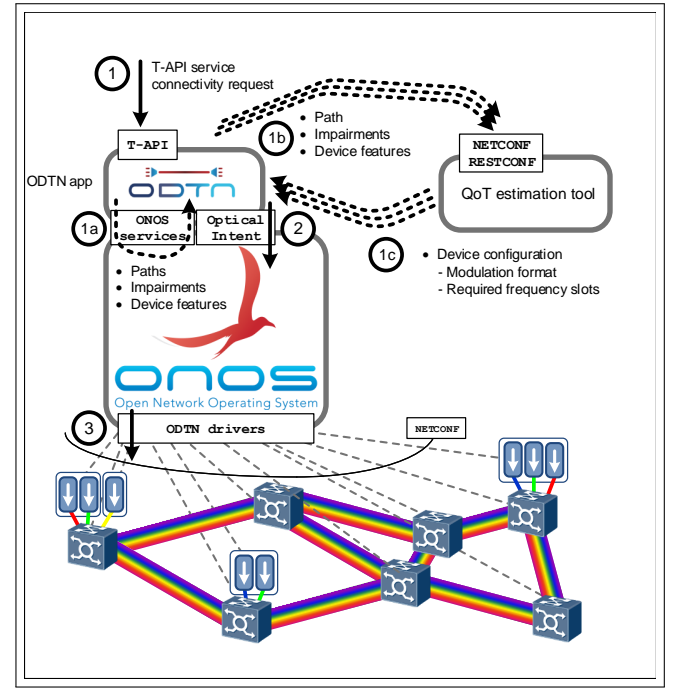 1
T-API service
connectivity request
T-API
ODTN
ODTN app
1b
• Path
• Impairments
• Device features
NETCONF
RESTCONF
QoT estimation tool
1a
ONOS
services
Optical
Intent
2
• Paths
• Impairments
• Device features
1c
• Device configuration
- Modulation format
- Required frequency slots
onos
Open Network Operating System
3
ODTN drivers
NETCONF